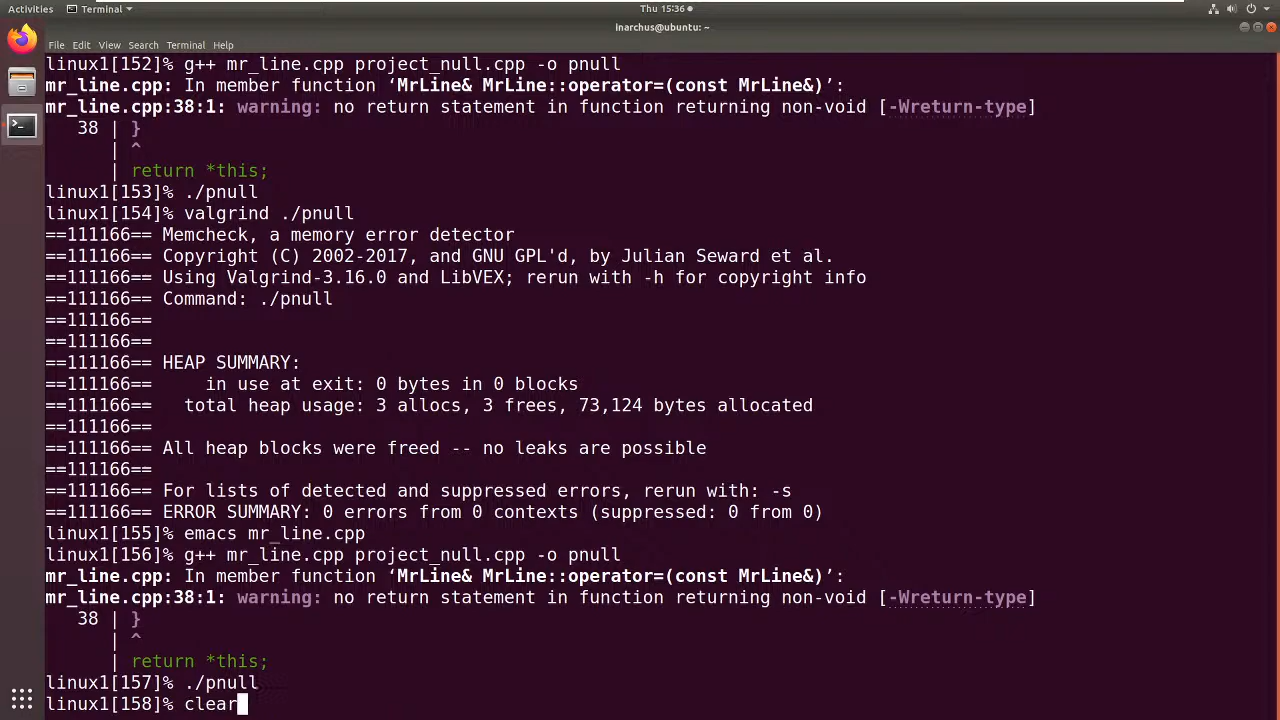 Activities
Terminal
Thu 15:36
inarchus@ubuntu: ~
File Edit View Search Terminal Help
linux1[152]% g++ mr_line.cpp project_null.cpp -o pnull
mr_line.cpp: In member function ‘MrLine& MrLine::operator=(const MrLine&)’:
mr_line.cpp:38:1: warning: no return statement in function returning non-void [-Wreturn-type]
   38 | }
      | ^
      | return *this;
linux1[153]% ./pnull
linux1[154]% valgrind ./pnull
==111166== Memcheck, a memory error detector
==111166== Copyright (C) 2002-2017, and GNU GPL'd, by Julian Seward et al.
==111166== Using Valgrind-3.16.0 and LibVEX; rerun with -h for copyright info
==111166== Command: ./pnull
==111166==
==111166==
==111166== HEAP SUMMARY:
==111166==     in use at exit: 0 bytes in 0 blocks
==111166==   total heap usage: 3 allocs, 3 frees, 73,124 bytes allocated
==111166==
==111166== All heap blocks were freed -- no leaks are possible
==111166==
==111166== For lists of detected and suppressed errors, rerun with: -s
==111166== ERROR SUMMARY: 0 errors from 0 contexts (suppressed: 0 from 0)
linux1[155]% emacs mr_line.cpp
linux1[156]% g++ mr_line.cpp project_null.cpp -o pnull
mr_line.cpp: In member function ‘MrLine& MrLine::operator=(const MrLine&)’:
mr_line.cpp:38:1: warning: no return statement in function returning non-void [-Wreturn-type]
   38 | }
      | ^
      | return *this;
linux1[157]% ./pnull
linux1[158]% clear